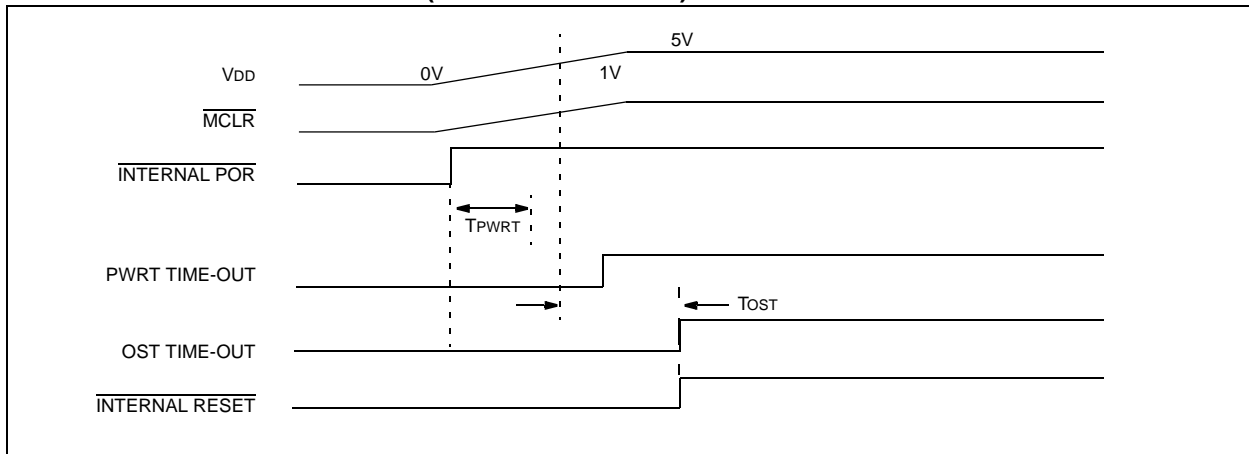 5V
VDD 0V 1V
MCLR
INTERNAL POR
TPWRT
PWRT TIME-OUT
TOST
OST TIME-OUT
INTERNAL RESET